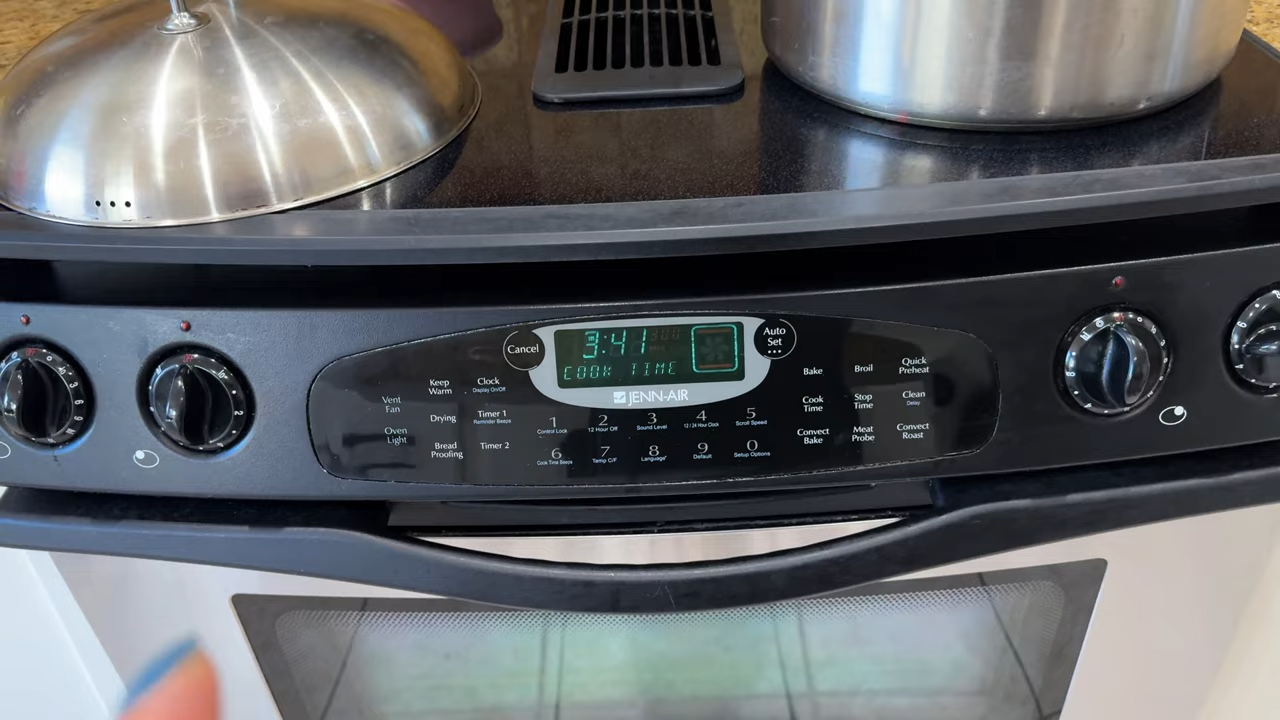 Cancel
3:41
COOK TIME
Auto
Set
JENN-AIR
Vent
Fan
Oven
Light
Keep
Warm
Drying
Bread
Proofing
Clock
Display On/Off
Timer 1
Reminder Beeps
Timer 2
1 2 3 4 5
Control Lock 12 Hour Off Sound Level 12 / 24 Hour Clock Scroll Speed
6 7 8 9 0
Cook Time Beeps Temp C/F Language Default Setup Options
Bake
Broil
Quick
Preheat
Cook
Time
Stop
Time
Clean
Delay
Convect
Bake
Meat
Probe
Convect
Roast